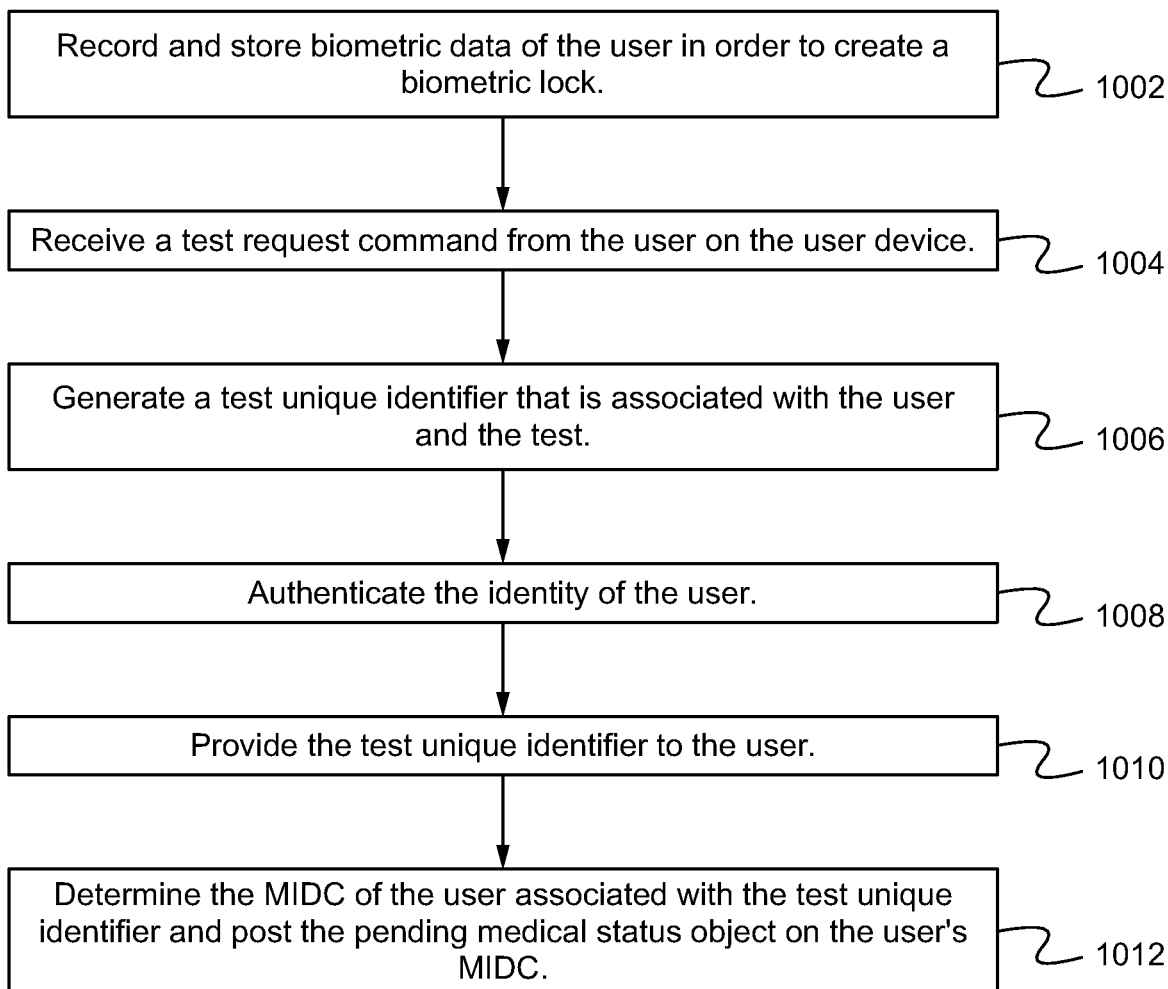 Record and store biometric data of the user in order to create a
biometric lock.
1002
Receive a test request command from the user on the user device.
1004
Generate a test unique identifier that is associated with the user
and the test.
1006
Authenticate the identity of the user.
1008
Provide the test unique identifier to the user.
1010
Determine the MIDC of the user associated with the test unique
identifier and post the pending medical status object on the user's
MIDC.
1012